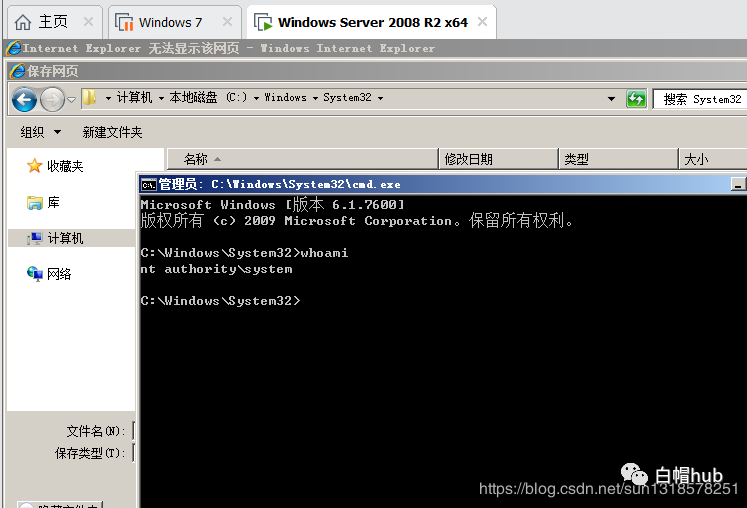 主页
Windows 7
Windows Server 2008 R2 x64
Internet Explorer 无法显示该网页 - Windows Internet Explorer
保存网页
计算机 本地磁盘 (C:) Windows System32
搜索 System32
组织 新建文件夹
收藏夹
库
计算机
网络
名称 修改日期 类型 大小
管理员: C:\Windows\System32\cmd.exe
Microsoft Windows [版本 6.1.7600]
版权所有 (c) 2009 Microsoft Corporation。保留所有权利。
C:\Windows\System32>whoami
nt authority\system
C:\Windows\System32>
文件名(N):
保存类型(T):
隐藏文件夹
白帽hub
https://blog.csdn.net/sun1318578251